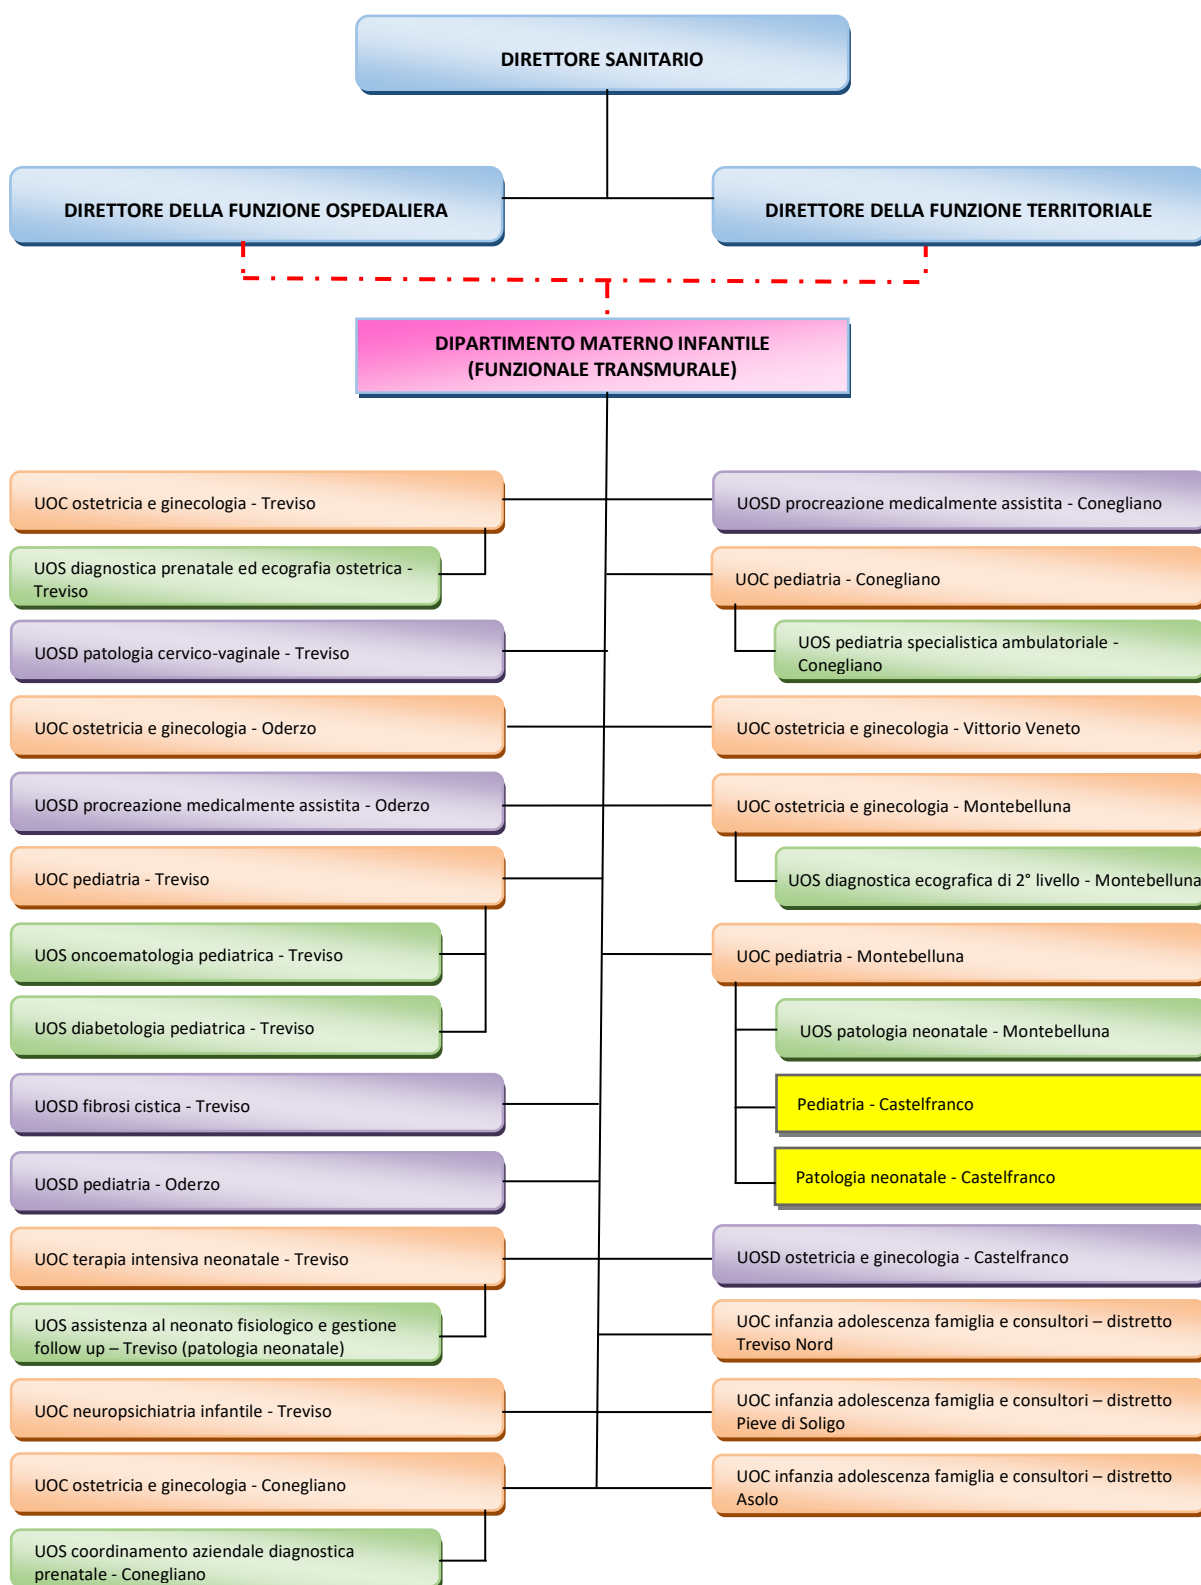 DIRETTORE SANITARIO
DIRETTORE DELLA FUNZIONE OSPEDALIERA
DIRETTORE DELLA FUNZIONE TERRITORIALE
DIPARTIMENTO MATERNO INFANTILE
(FUNZIONALE TRANSMURALE)
UOC ostetricia e ginecologia - Treviso
UOS diagnostica prenatale ed ecografia ostetrica -
Treviso
UOSD patologia cervico-vaginale - Treviso
UOC ostetricia e ginecologia - Oderzo
UOSD procreazione medicalmente assistita - Oderzo
UOC pediatria - Treviso
UOS oncoematologia pediatrica - Treviso
UOS diabetologia pediatrica - Treviso
UOSD fibrosi cistica - Treviso
UOSD pediatria - Oderzo
UOC terapia intensiva neonatale - Treviso
UOS assistenza al neonato fisiologico e gestione
follow up – Treviso (patologia neonatale)
UOC neuropsichiatria infantile - Treviso
UOC ostetricia e ginecologia - Conegliano
UOS coordinamento aziendale diagnostica
prenatale - Conegliano
UOSD procreazione medicalmente assistita - Conegliano
UOC pediatria - Conegliano
UOS pediatria specialistica ambulatoriale -
Conegliano
UOC ostetricia e ginecologia - Vittorio Veneto
UOC ostetricia e ginecologia - Montebelluna
UOS diagnostica ecografica di 2° livello - Montebelluna
UOC pediatria - Montebelluna
UOS patologia neonatale - Montebelluna
Pediatria - Castelfranco
Patologia neonatale - Castelfranco
UOSD ostetricia e ginecologia - Castelfranco
UOC infanzia adolescenza famiglia e consultori – distretto
Treviso Nord
UOC infanzia adolescenza famiglia e consultori – distretto
Pieve di Soligo
UOC infanzia adolescenza famiglia e consultori – distretto
Asolo